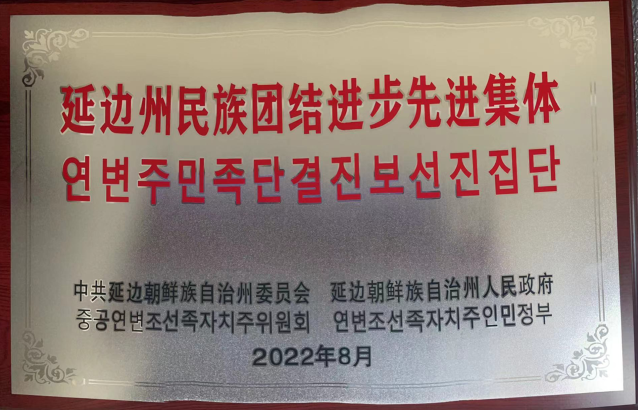 延边州民族团结进步先进集体
연변주민족단결진보선진집단
中共延边朝鲜族自治州委员会 延边朝鲜族自治州人民政府
중공연변조선족자치주위원회 연변조선족자치주인민정부
2022年8月